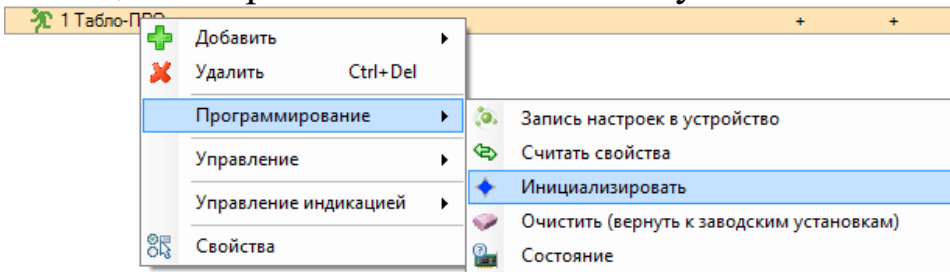 1 Табло-ПРО + +
Добавить
Удалить Ctrl+Del
Программирование
Управление
Управление индикацией
Свойства
Запись настроек в устройство
Считать свойства
Инициализировать
Очистить (вернуть к заводским установкам)
Состояние